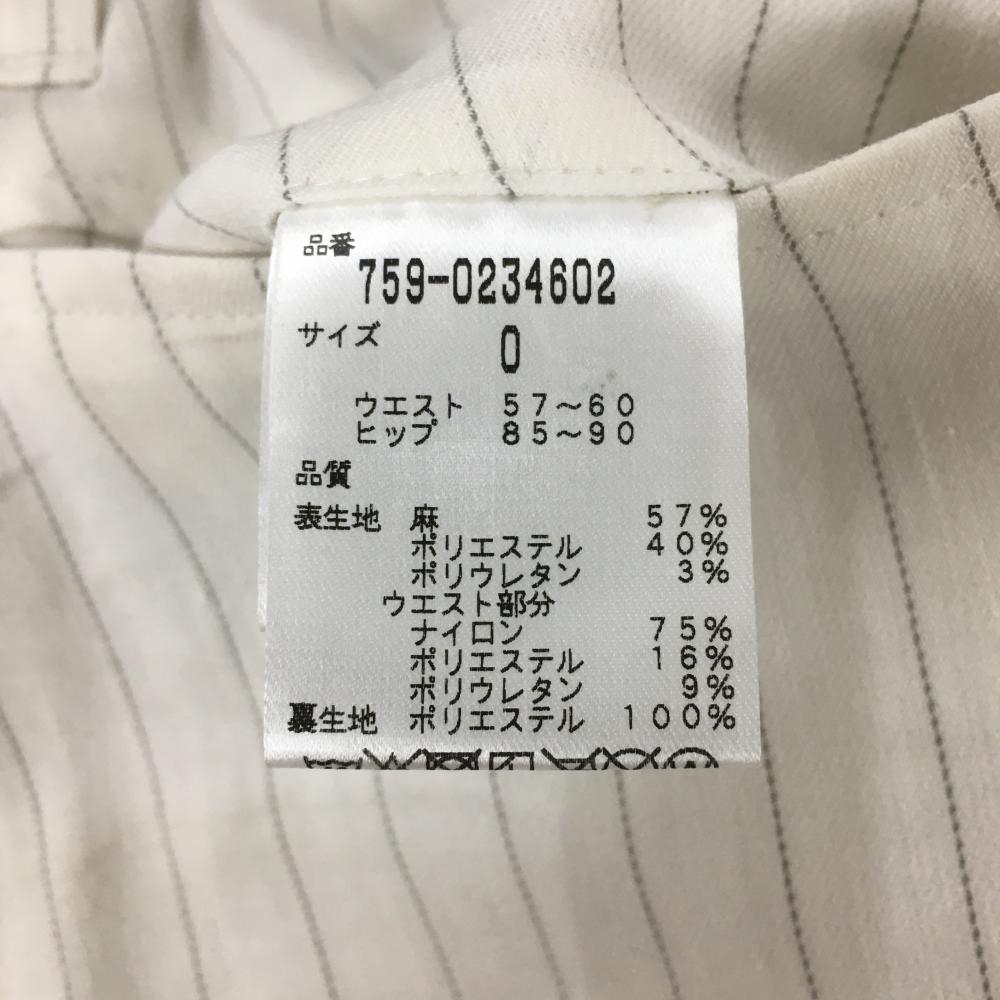 品番
759-0234602
サイズ 0
ウエスト 57～60
ヒップ 85～90
品質
表生地 麻 57%
ポリエステル 40%
ポリウレタン 3%
ウエスト部分
ナイロン 75%
ポリエステル 16%
ポリウレタン 9%
裏生地 ポリエステル 100%